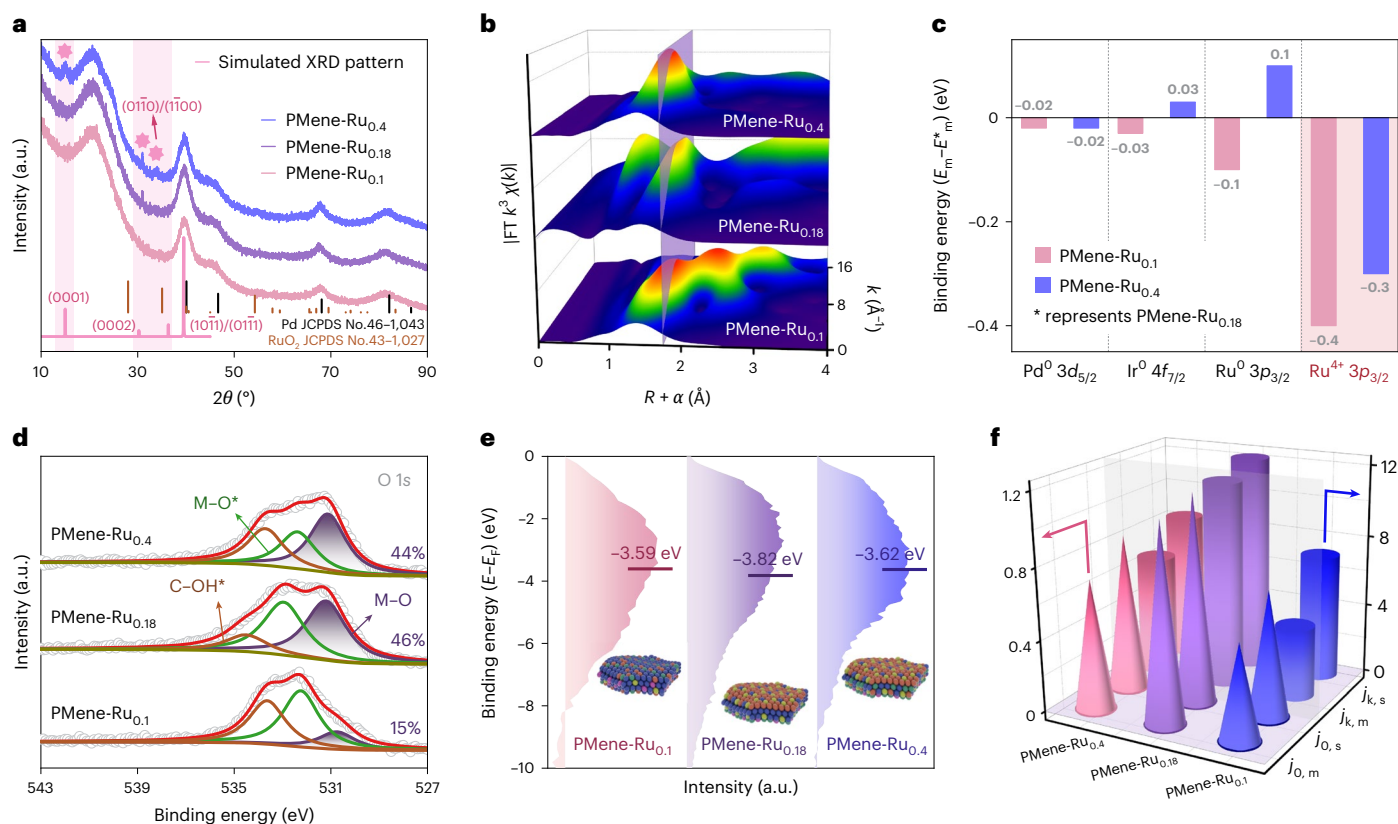 a
Intensity (a.u.)
Simulated XRD pattern
(011̄0)/(11̄00)
PMene-Ru0.4
PMene-Ru0.18
PMene-Ru0.1
(0001)
(0002)
(101̄1)/(011̄1)
Pd JCPDS No.46–1,043
RuO2 JCPDS No.43–1,027
10 30 50 70 90
2θ (°)
b
|FT k3 χ(k)|
PMene-Ru0.4
PMene-Ru0.18
PMene-Ru0.1
16
8
0
k (Å−1)
0 1 2 3 4
R + α (Å)
c
Binding energy (Em–E*m) (eV)
0
−0.2
−0.4
−0.02
−0.02
−0.03
0.03
−0.1
0.1
−0.4
−0.3
PMene-Ru0.1
PMene-Ru0.4
* represents PMene-Ru0.18
Pd0 3d5/2 Ir0 4f7/2 Ru0 3p3/2 Ru4+ 3p3/2
d
Intensity (a.u.)
O 1s
M–O*
PMene-Ru0.4
44%
C–OH*
M–O
PMene-Ru0.18
46%
PMene-Ru0.1
15%
543 539 535 531 527
Binding energy (eV)
e
Binding energy (E–EF) (eV)
0
−2
−4
−6
−8
−10
−3.59 eV
−3.82 eV
−3.62 eV
PMene-Ru0.1
PMene-Ru0.18
PMene-Ru0.4
Intensity (a.u.)
f
1.2
0.8
0.4
0
12
8
4
0
PMene-Ru0.4
PMene-Ru0.18
PMene-Ru0.1
jk, s
jk, m
j0, s
j0, m